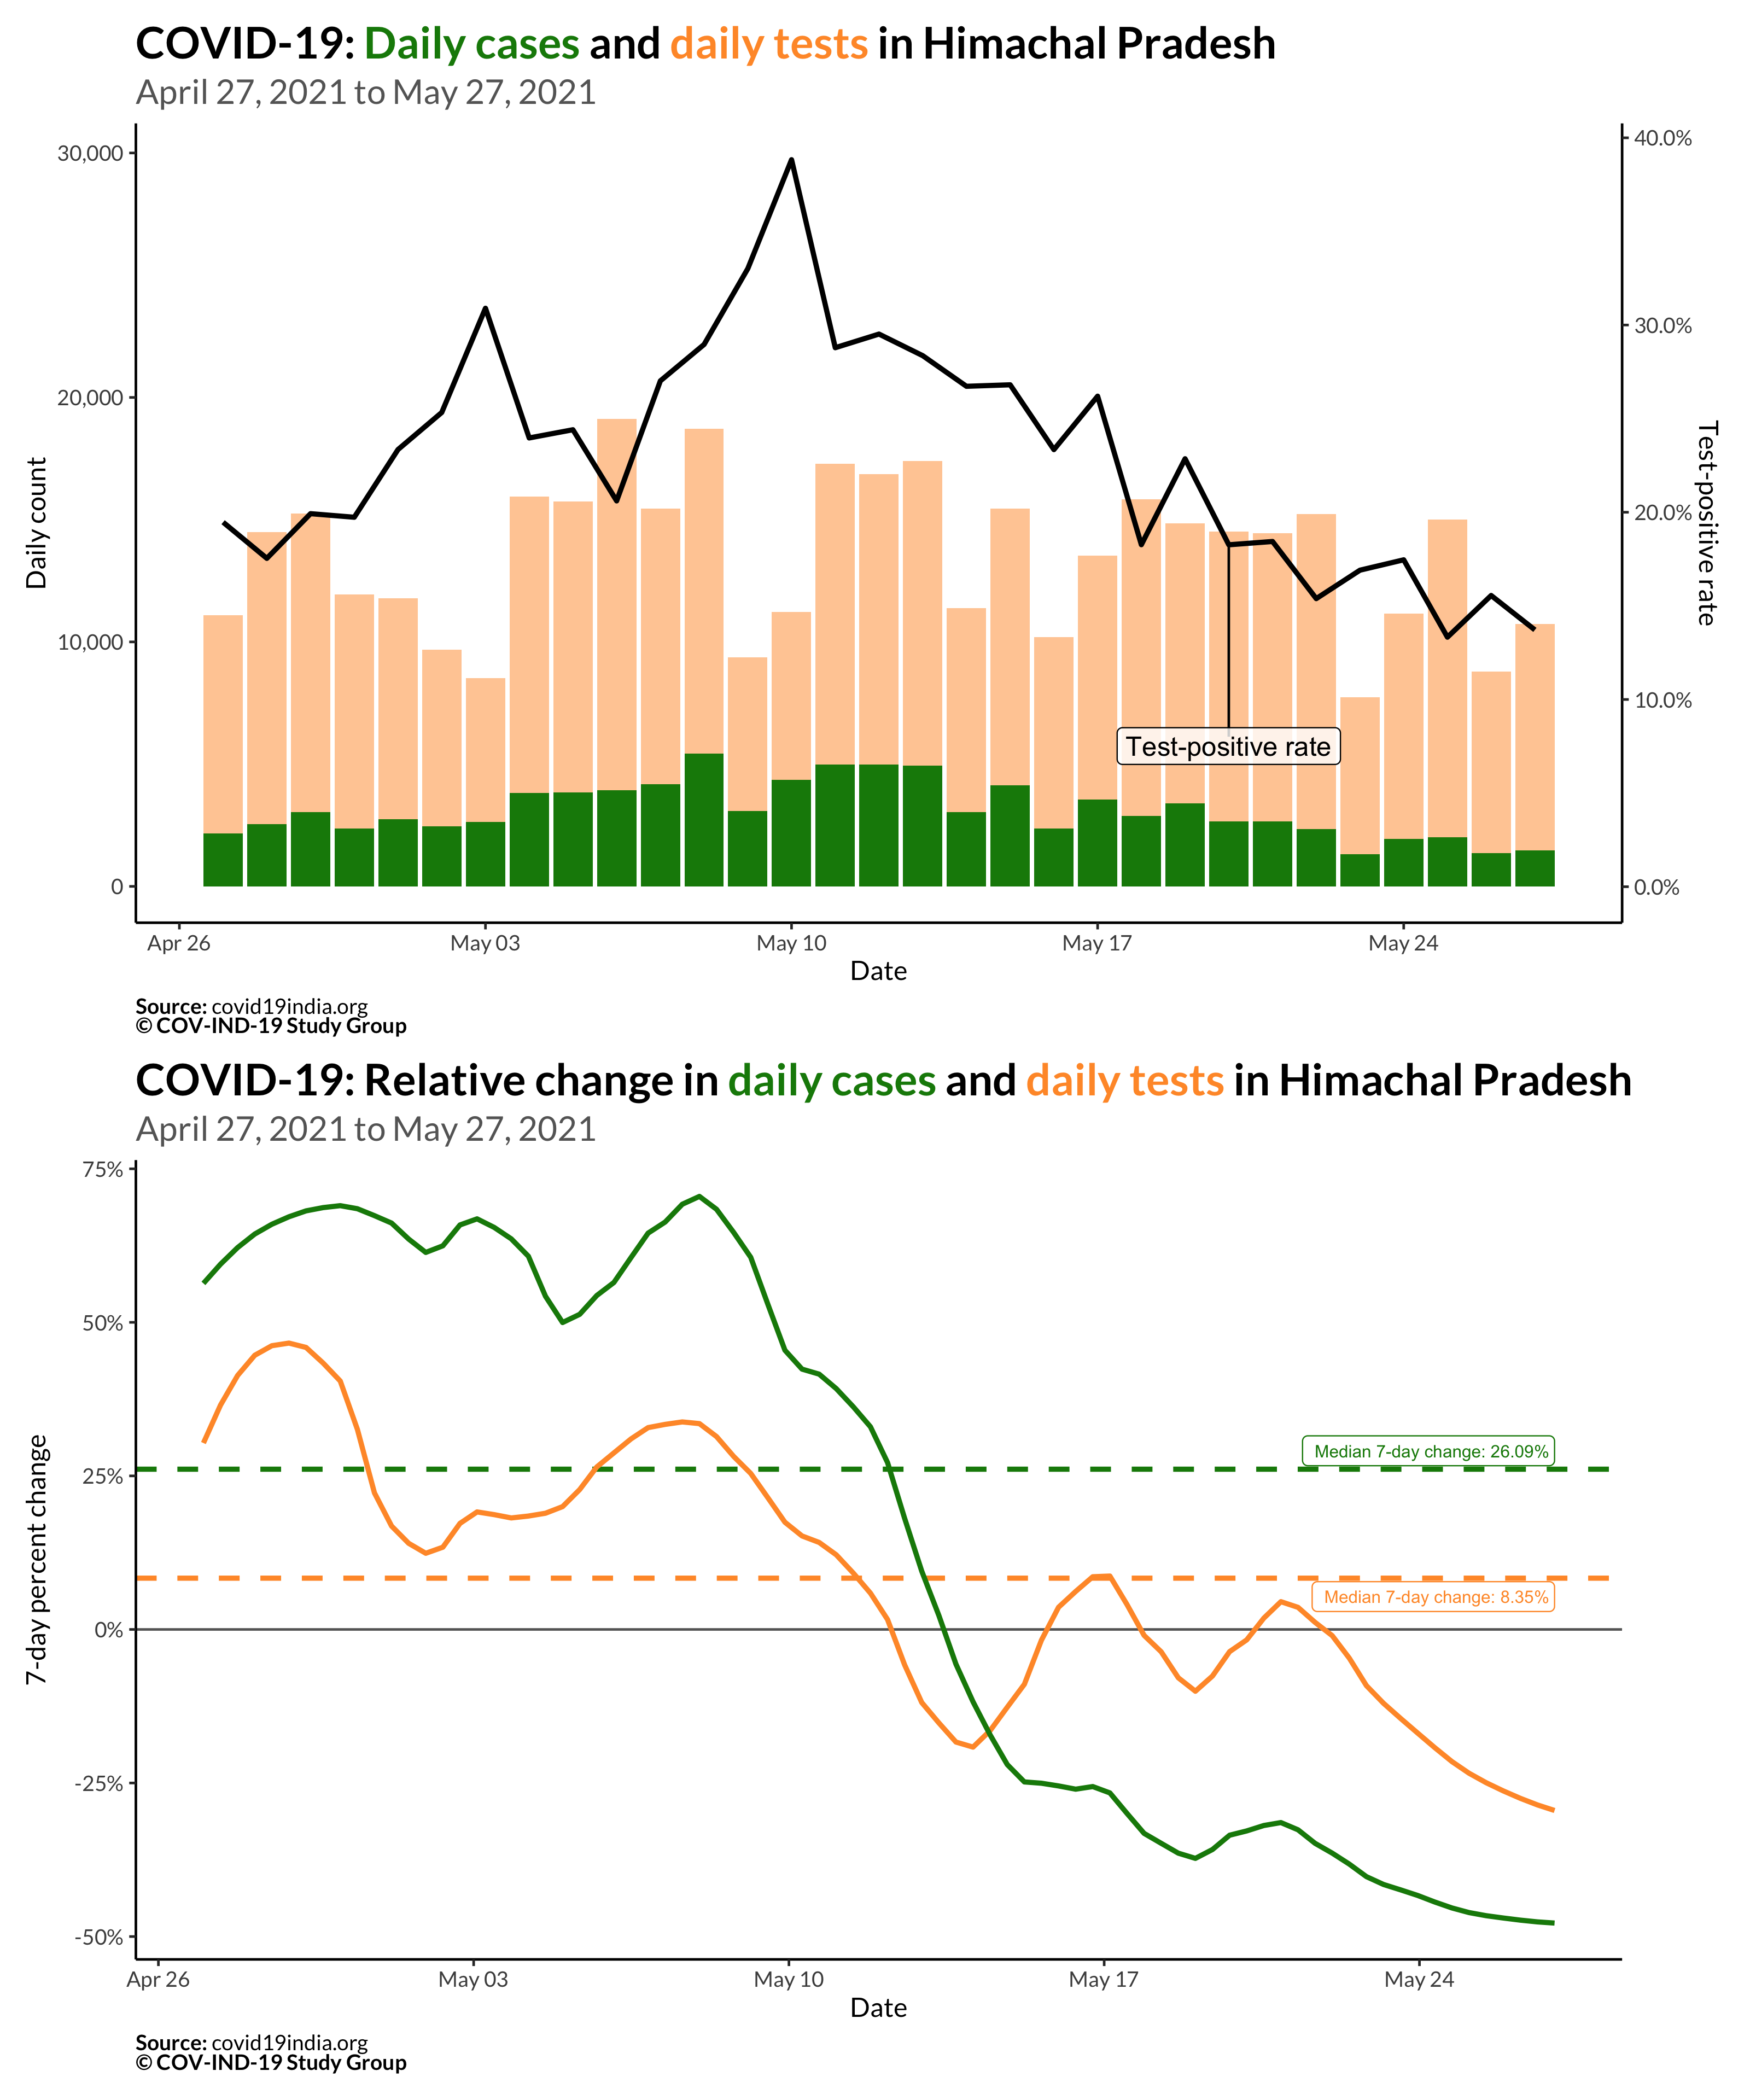 COVID-19: Daily cases and daily tests in Himachal Pradesh
April 27, 2021 to May 27, 2021
30,000
20,000
10,000
0
Daily count
40.0%
30.0%
20.0%
10.0%
0.0%
Test-positive rate
Test-positive rate
Apr 26
May 03
May 10
May 17
May 24
Date
Source: covid19india.org
© COV-IND-19 Study Group
COVID-19: Relative change in daily cases and daily tests in Himachal Pradesh
April 27, 2021 to May 27, 2021
75%
50%
25%
0%
-25%
-50%
7-day percent change
Median 7-day change: 26.09%
Median 7-day change: 8.35%
Apr 26
May 03
May 10
May 17
May 24
Date
Source: covid19india.org
© COV-IND-19 Study Group